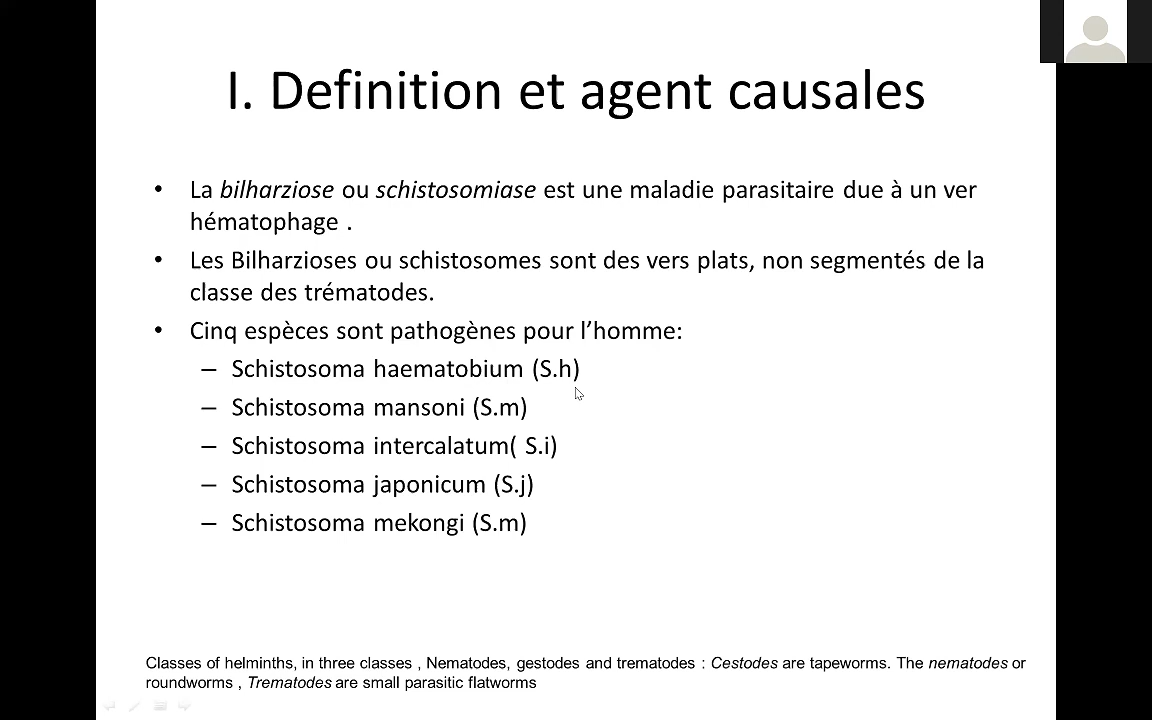 I. Definition et agent causales
• La bilharziose ou schistosomiase est une maladie parasitaire due à un ver
hématophage .
• Les Bilharzioses ou schistosomes sont des vers plats, non segmentés de la
classe des trématodes.
• Cinq espèces sont pathogènes pour l’homme:
– Schistosoma haematobium (S.h)
– Schistosoma mansoni (S.m)
– Schistosoma intercalatum( S.i)
– Schistosoma japonicum (S.j)
– Schistosoma mekongi (S.m)
Classes of helminths, in three classes , Nematodes, gestodes and trematodes : Cestodes are tapeworms. The nematodes or
roundworms , Trematodes are small parasitic flatworms